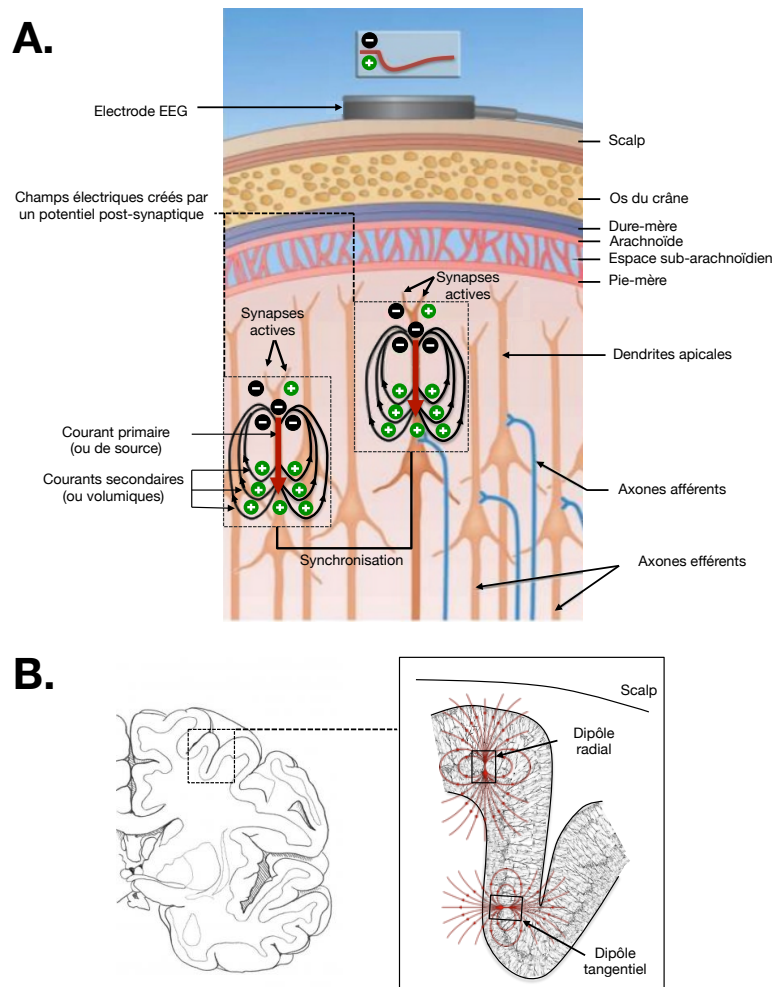 A.
Electrode EEG
Scalp
Champs électriques créés par
un potentiel post-synaptique
Os du crâne
Dure-mère
Arachnoïde
Espace sub-arachnoïdien
Pie-mère
Synapses
actives
Synapses
actives
Dendrites apicales
Courant primaire
(ou de source)
Courants secondaires
(ou volumiques)
Axones afférents
Synchronisation
Axones efférents
B.
Scalp
Dipôle
radial
Dipôle
tangentiel